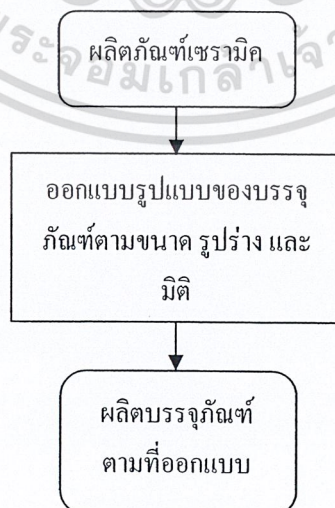 ผลิตภัณฑ์เซรามิค
ออกแบบรูปแบบของบรรจุ
ภัณฑ์ตามขนาด รูปร่าง และ
มิติ
ผลิตบรรจุภัณฑ์
ตามที่ออกแบบ